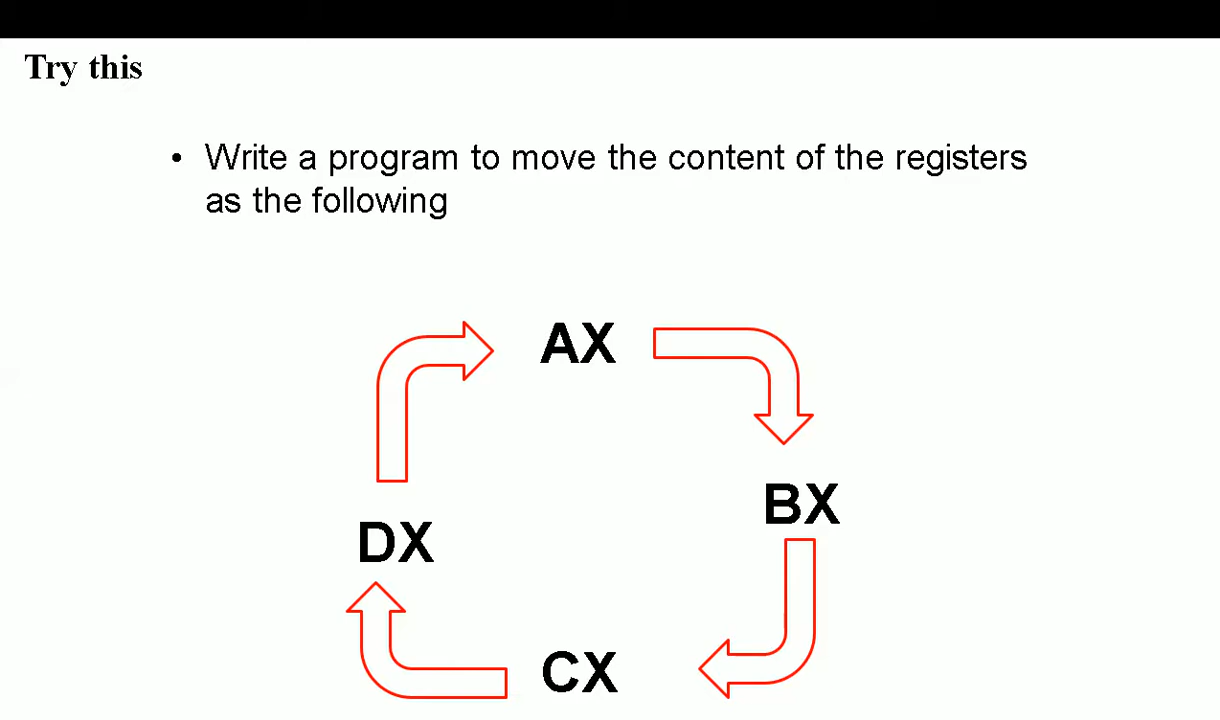 Try this
• Write a program to move the content of the registers
as the following
AX
BX
DX
CX